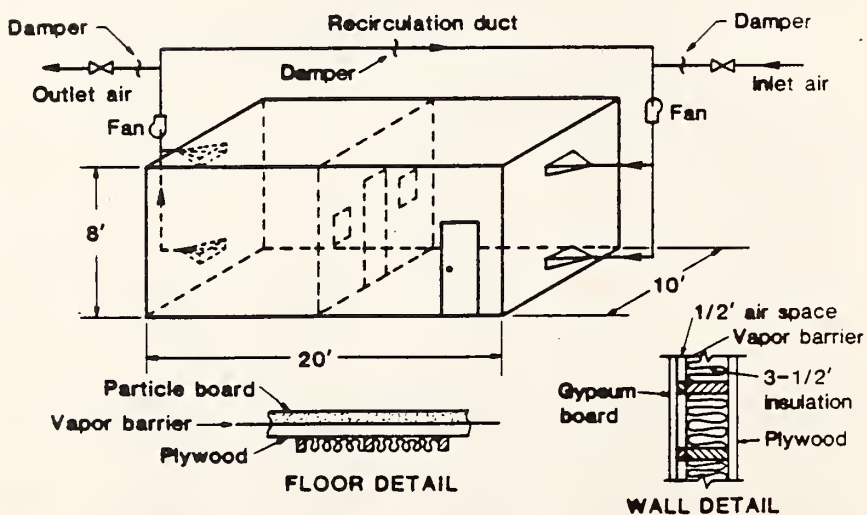 Recirculation duct
Damper
Damper
Damper
Outlet air
Inlet air
Fan
Fan
8'
10'
20'
1/2' air space
Vapor barrier
Particle board
Gypsum board
3-1/2' insulation
Vapor barrier
Plywood
Plywood
FLOOR DETAIL
WALL DETAIL